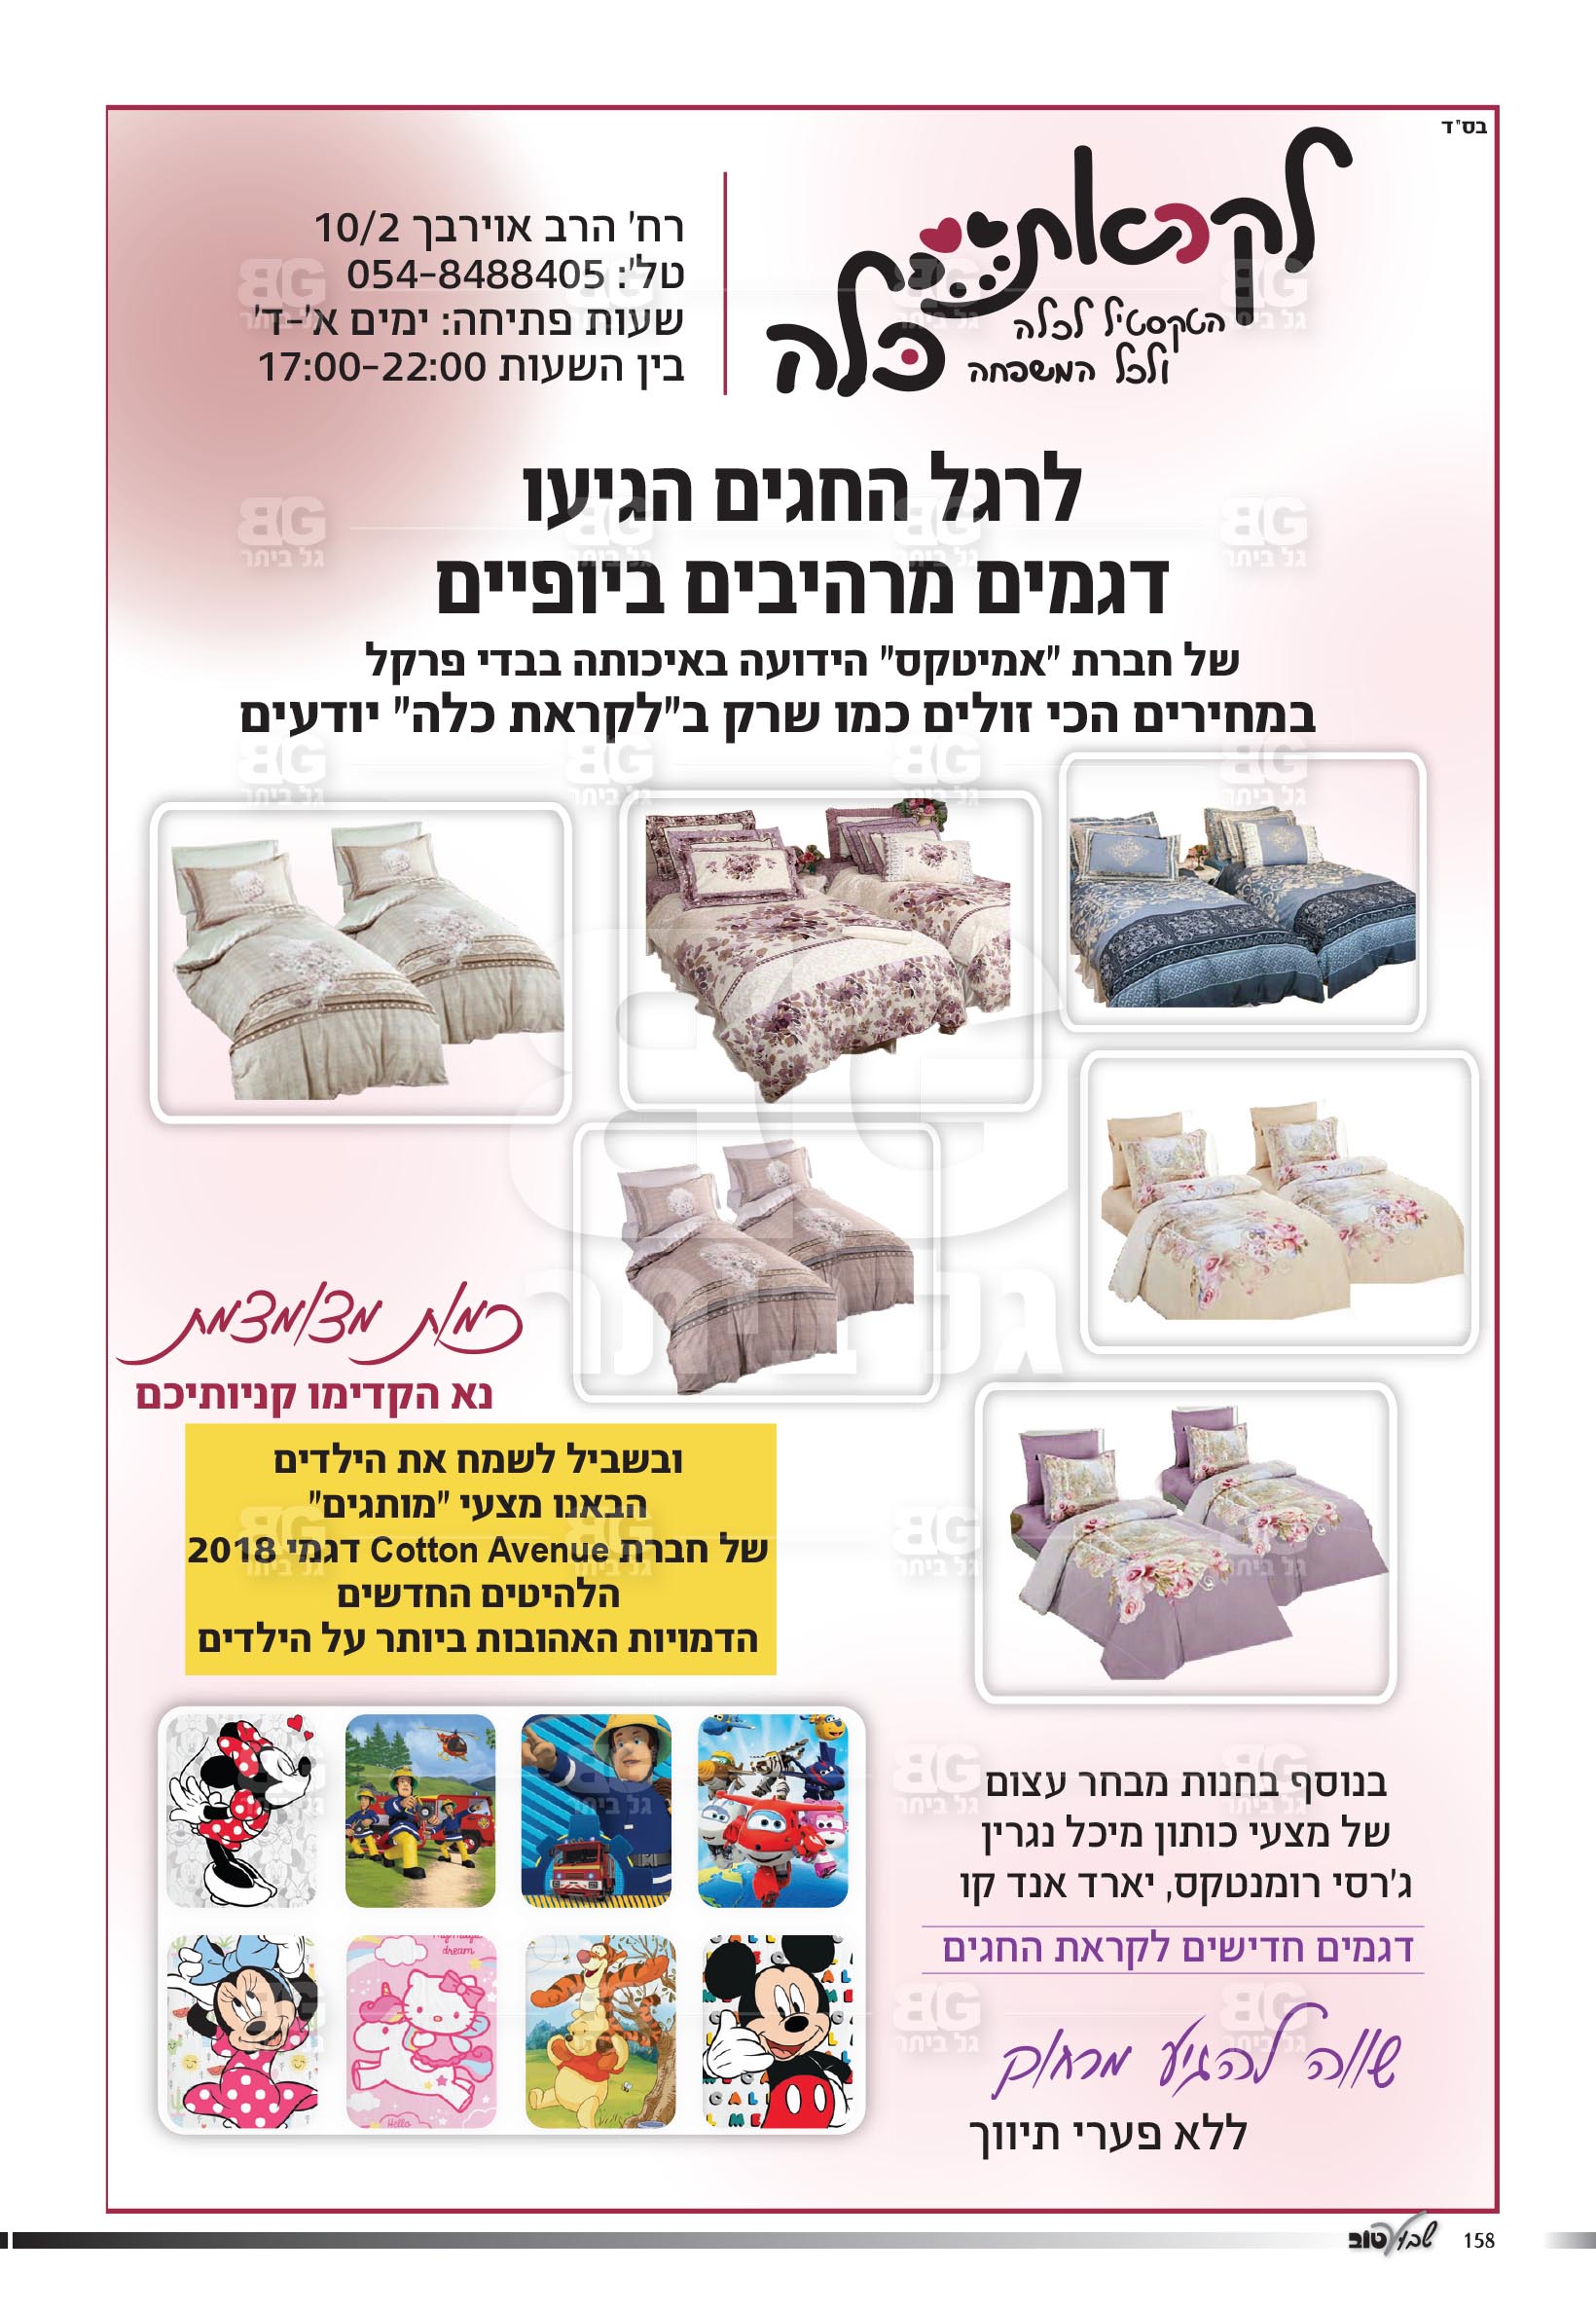 בס"ד
לקראת
כלה
הטקסטיל לכלה
ולכל המשפחה
רח' הרב אוירבך 10/2
טל': 054-8488405
שעות פתיחה: ימים א'-ד'
בין השעות 17:00-22:00
לרגל החגים הגיעו
דגמים מרהיבים ביופיים
של חברת "אמיטקס" הידועה באיכותה בבדי פרקל
במחירים הכי זולים כמו שרק ב"לקראת כלה" יודעים
כמות מצומצמת
נא הקדימו קניותיכם
ובשביל לשמח את הילדים
הבאנו מצעי "מותגים"
של חברת Cotton Avenue דגמי 2018
הלהיטים החדשים
הדמויות האהובות ביותר על הילדים
dream
Hello
בנוסף בחנות מבחר עצום
של מצעי כותון מיכל נגרין
ג'רסי רומנטקס, יארד אנד קו
דגמים חדישים לקראת החגים
שווה להגיע מרחוק
ללא פערי תיווך
BG
גל ביתר
158
שבוע טוב